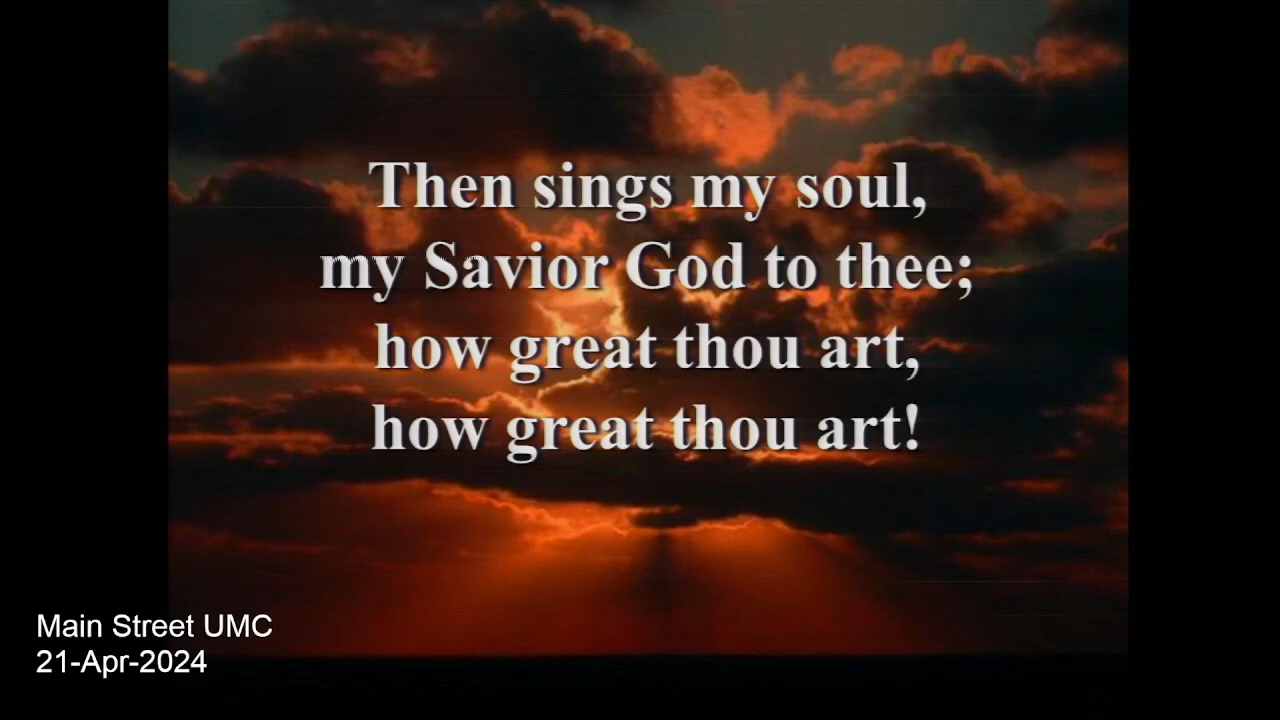 Then sings my soul,
my Savior God to thee;
how great thou art,
how great thou art!
Main Street UMC
21-Apr-2024